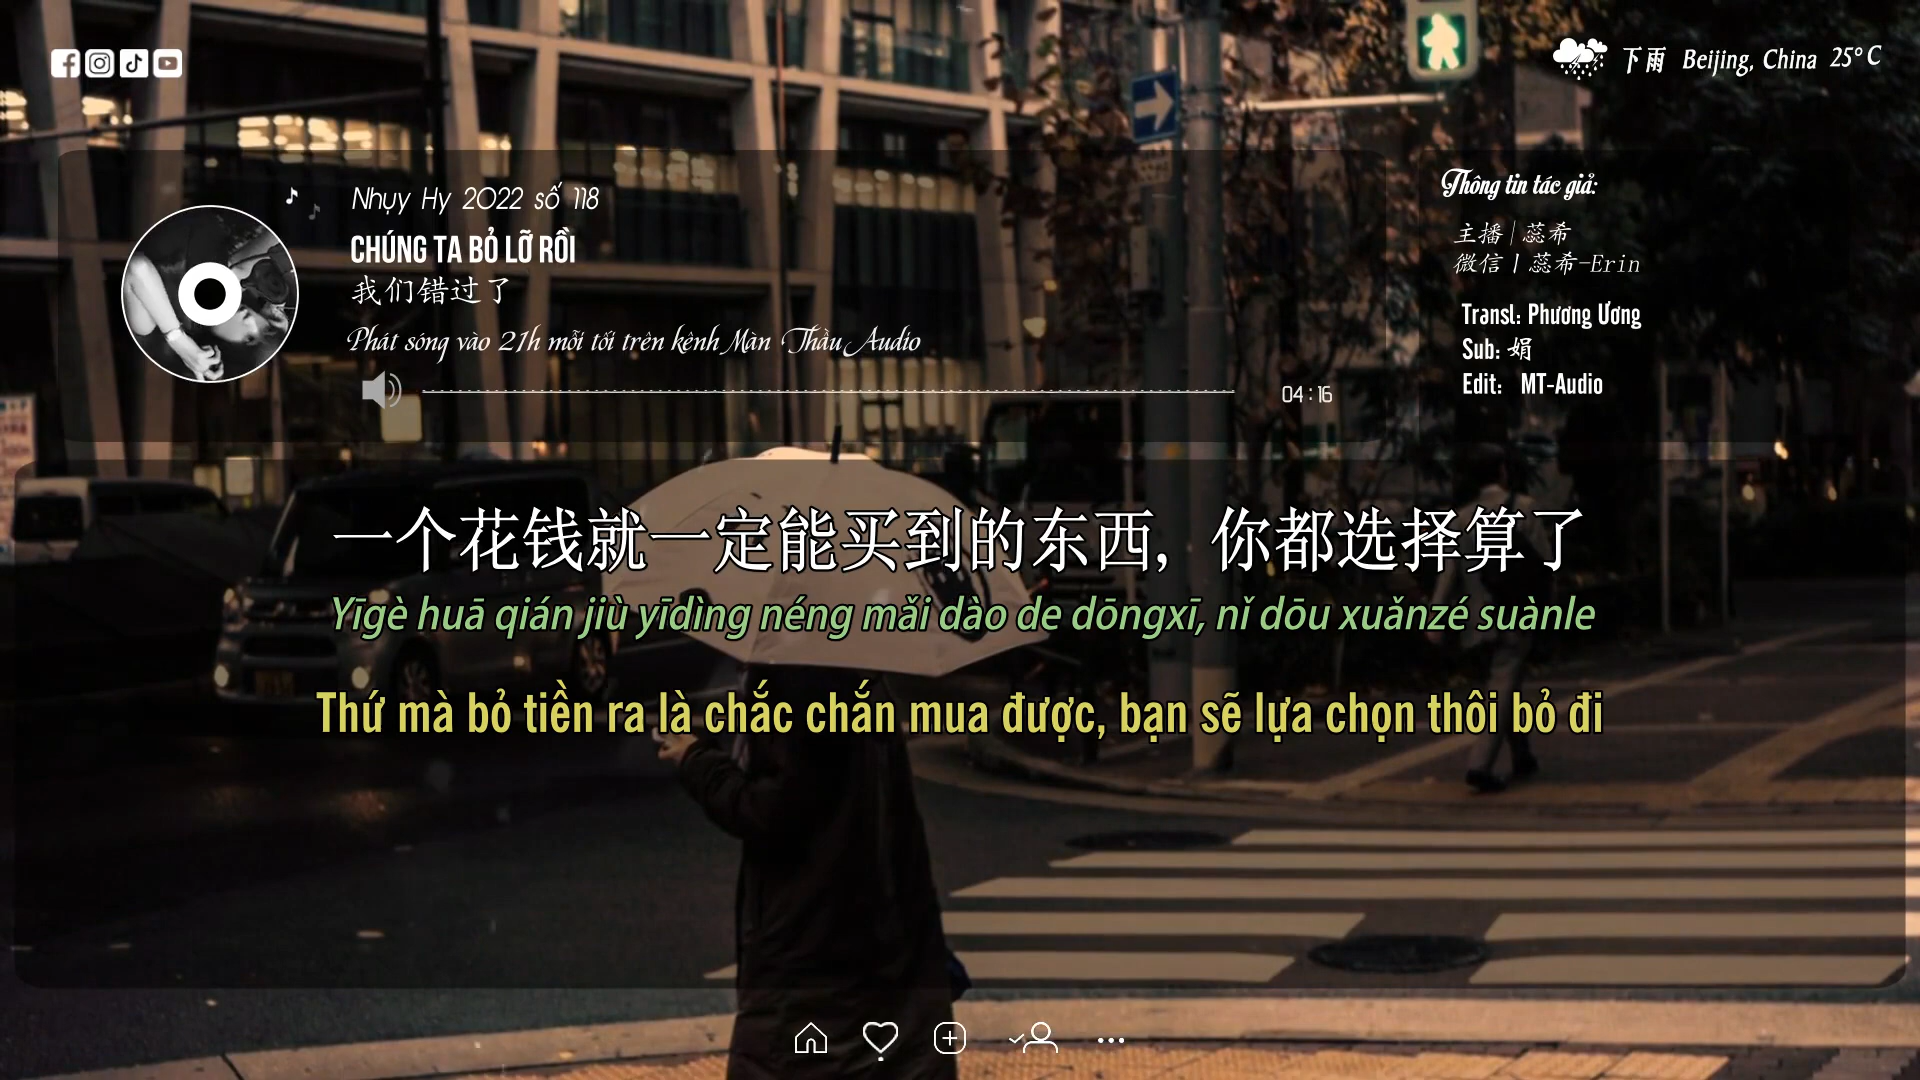 下雨 Beijing, China 25° C
Nhụy Hy 2022 số 118
CHÚNG TA BỎ LỠ RỒI
我们错过了
Phát sóng vào 21h mỗi tối trên kênh Màn Thầu Audio
04:16
Thông tin tác giả:
主播 | 蕊希
微信 | 蕊希-Erin
Transl: Phương Ương
Sub: 娟
Edit: MT-Audio
一个花钱就一定能买到的东西, 你都选择算了
Yīgè huā qián jiù yīdìng néng mǎi dào de dōngxī, nǐ dōu xuǎnzé suànle
Thứ mà bỏ tiền ra là chắc chắn mua được, bạn sẽ lựa chọn thôi bỏ đi